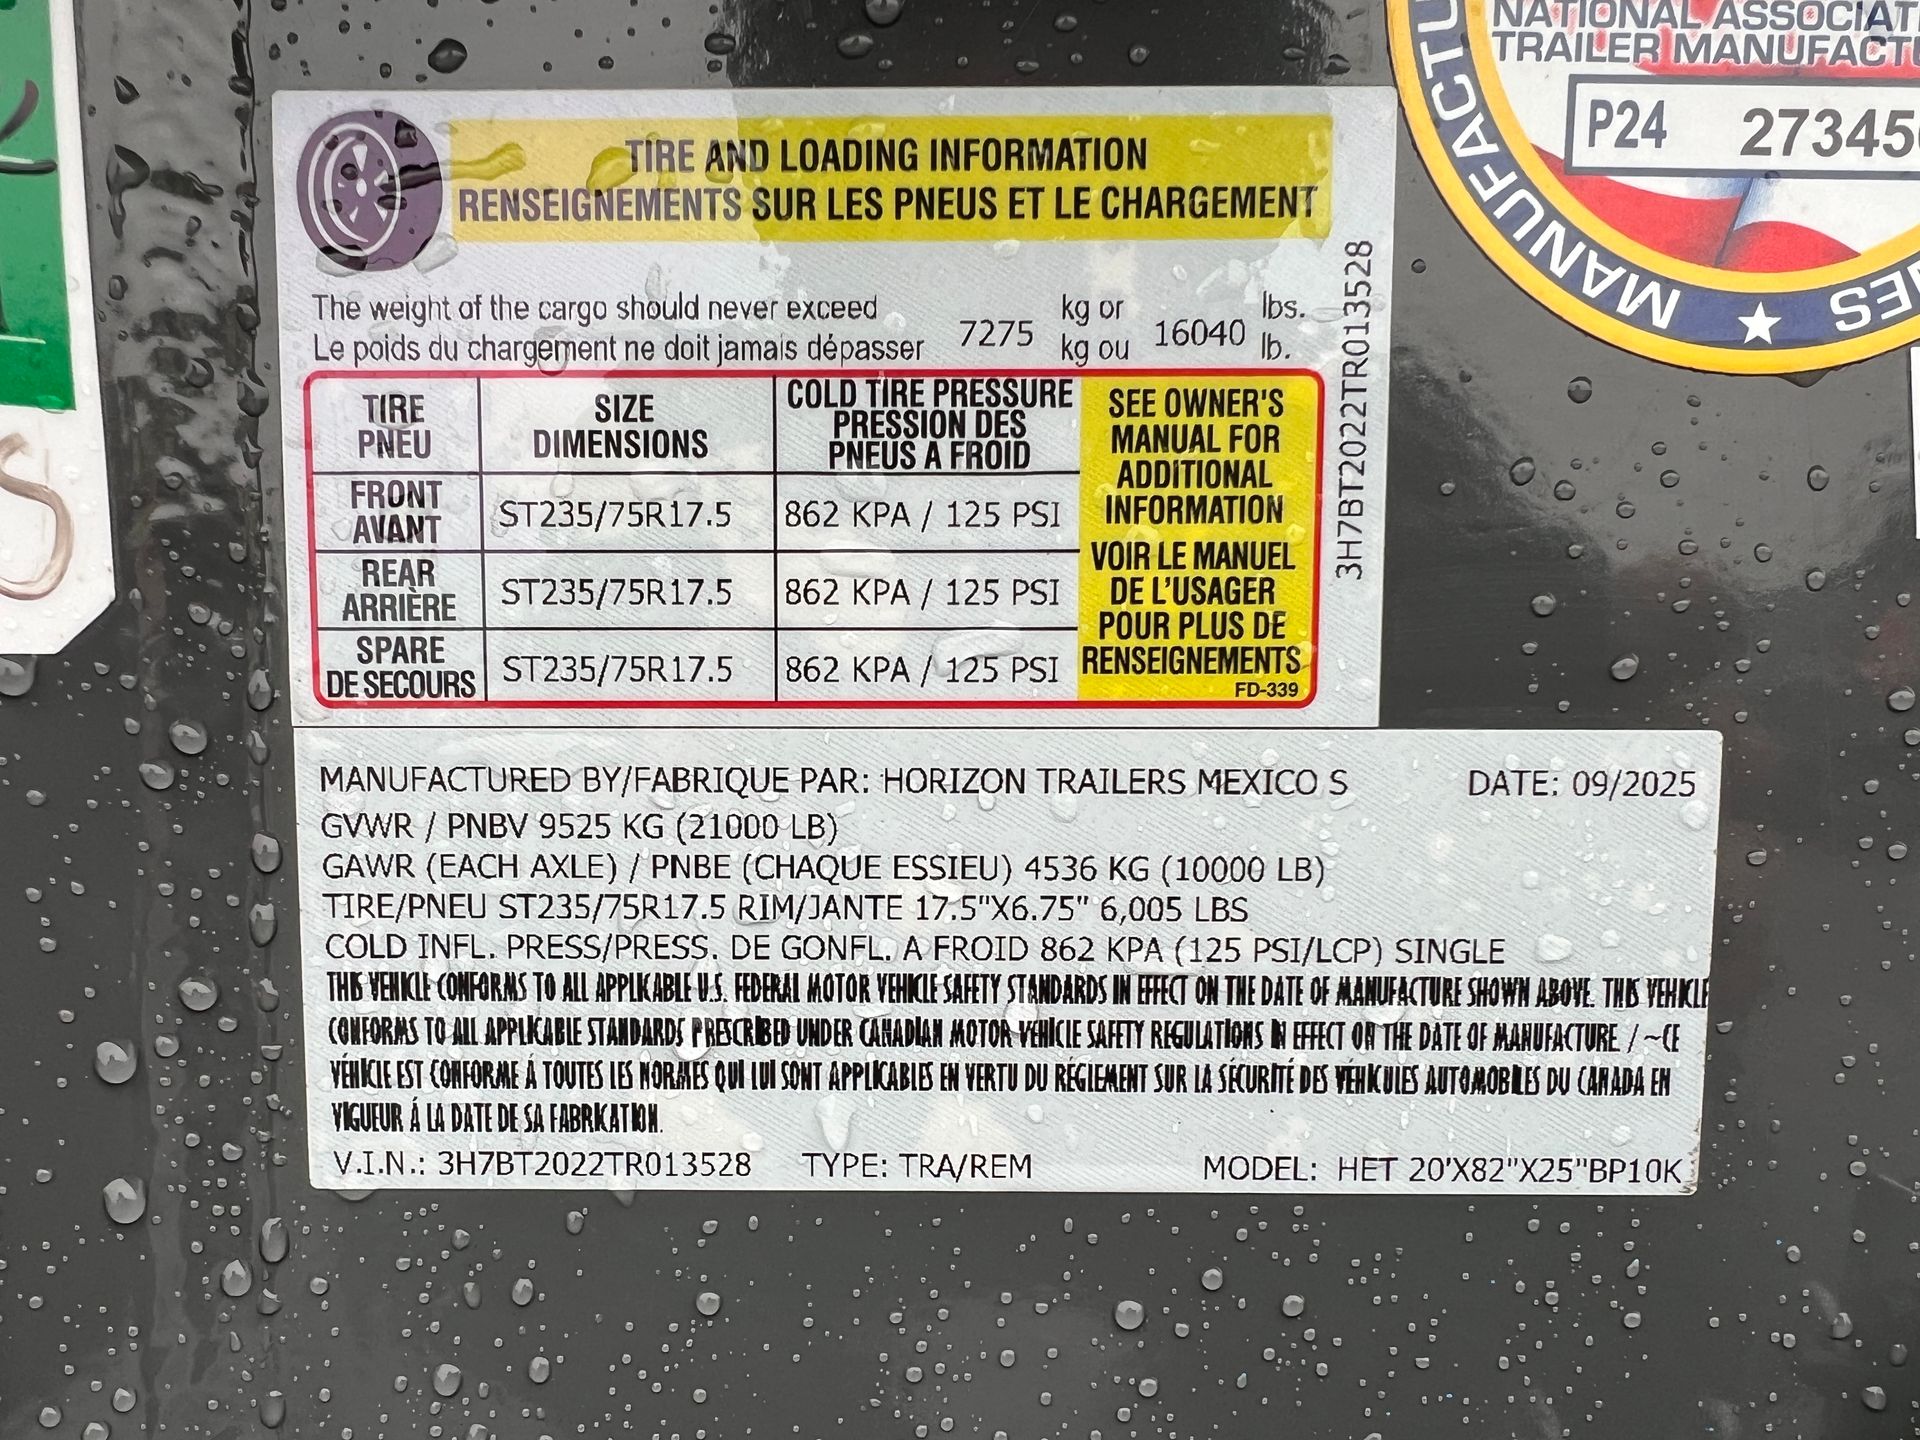 TIRE AND LOADING INFORMATION
RENSEIGNEMENTS SUR LES PNEUS ET LE CHARGEMENT
The weight of the cargo should never exceed 7275 kg or 16040 lbs.
Le poids du chargement ne doit jamais dépasser kg ou lb.
TIRE
PNEU
SIZE
DIMENSIONS
COLD TIRE PRESSURE
PRESSION DES
PNEUS A FROID
FRONT
AVANT
ST235/75R17.5
862 KPA / 125 PSI
REAR
ARRIÈRE
ST235/75R17.5
862 KPA / 125 PSI
SPARE
DE SECOURS
ST235/75R17.5
862 KPA / 125 PSI
SEE OWNER'S
MANUAL FOR
ADDITIONAL
INFORMATION
VOIR LE MANUEL
DE L'USAGER
POUR PLUS DE
RENSEIGNEMENTS
FD-339
3H7BT2022TR013528
MANUFACTURED BY/FABRIQUE PAR: HORIZON TRAILERS MEXICO S DATE: 09/2025
GVWR / PNBV 9525 KG (21000 LB)
GAWR (EACH AXLE) / PNBE (CHAQUE ESSIEU) 4536 KG (10000 LB)
TIRE/PNEU ST235/75R17.5 RIM/JANTE 17.5"X6.75" 6,005 LBS
COLD INFL. PRESS/PRESS. DE GONFL. A FROID 862 KPA (125 PSI/LCP) SINGLE
THIS VEHICLE CONFORMS TO ALL APPLICABLE U.S. FEDERAL MOTOR VEHICLE SAFETY STANDARDS IN EFFECT ON THE DATE OF MANUFACTURE SHOWN ABOVE. THIS VEHICLE
CONFORMS TO ALL APPLICABLE STANDARDS PRESCRIBED UNDER CANADIAN MOTOR VEHICLE SAFETY REGULATIONS IN EFFECT ON THE DATE OF MANUFACTURE. / ~CE
VÉHICLE EST CONFORME À TOUTES LES NORMES QUI LUI SONT APPLICABLES EN VERTU DU RÉGLEMENT SUR LA SÉCURITÉ DES VÉHICULES AUTOMOBILES DU CANADA EN
VIGUEUR Á LA DATE DE SA FABRICATION.
V.I.N.: 3H7BT2022TR013528 TYPE: TRA/REM MODEL: HET 20'X82"X25"BP10K
NATIONAL
TRAILER
P24